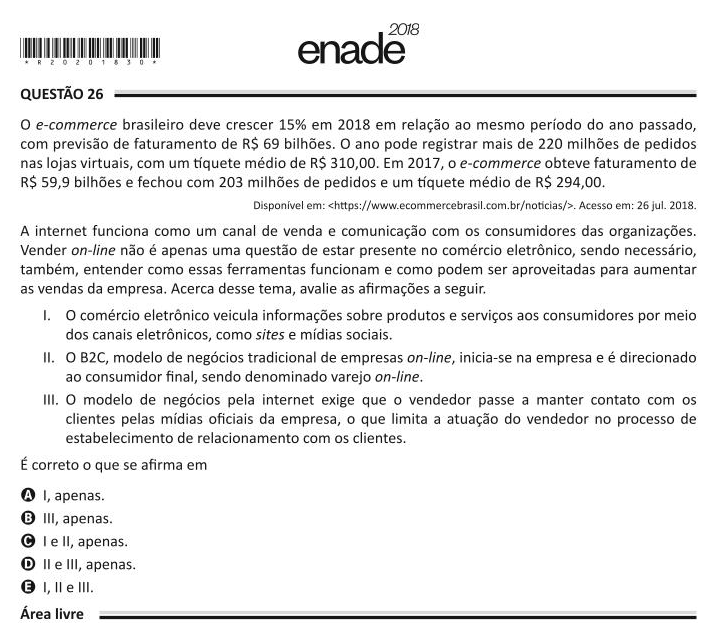 enade 2018
*R20201830*
QUESTÃO 26
O e-commerce brasileiro deve crescer 15% em 2018 em relação ao mesmo período do ano passado,
com previsão de faturamento de R$ 69 bilhões. O ano pode registrar mais de 220 milhões de pedidos
nas lojas virtuais, com um tíquete médio de R$ 310,00. Em 2017, o e-commerce obteve faturamento de
R$ 59,9 bilhões e fechou com 203 milhões de pedidos e um tíquete médio de R$ 294,00.
Disponível em: <https://www.ecommercebrasil.com.br/noticias/>. Acesso em: 26 jul. 2018.
A internet funciona como um canal de venda e comunicação com os consumidores das organizações.
Vender on-line não é apenas uma questão de estar presente no comércio eletrônico, sendo necessário,
também, entender como essas ferramentas funcionam e como podem ser aproveitadas para aumentar
as vendas da empresa. Acerca desse tema, avalie as afirmações a seguir.
I. O comércio eletrônico veicula informações sobre produtos e serviços aos consumidores por meio
dos canais eletrônicos, como sites e mídias sociais.
II. O B2C, modelo de negócios tradicional de empresas on-line, inicia-se na empresa e é direcionado
ao consumidor final, sendo denominado varejo on-line.
III. O modelo de negócios pela internet exige que o vendedor passe a manter contato com os
clientes pelas mídias oficiais da empresa, o que limita a atuação do vendedor no processo de
estabelecimento de relacionamento com os clientes.
É correto o que se afirma em
A I, apenas.
B III, apenas.
C I e II, apenas.
D II e III, apenas.
E I, II e III.
Área livre